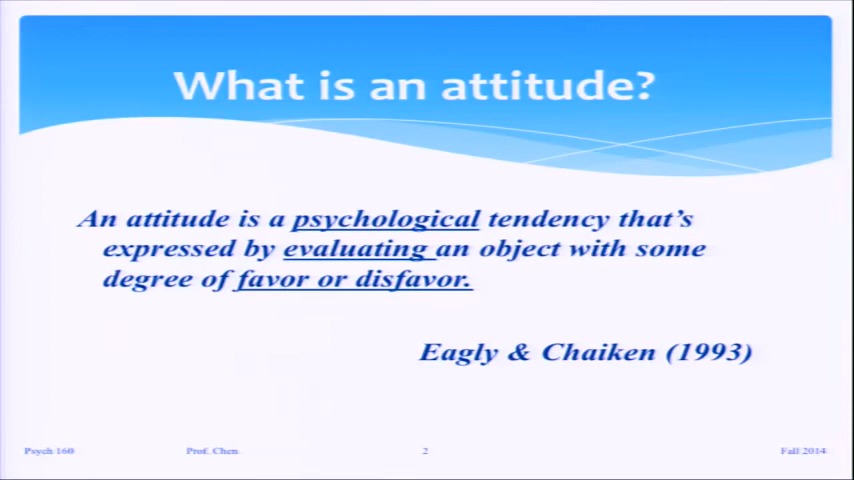 What is an attitude?
An attitude is a psychological tendency that's
expressed by evaluating an object with some
degree of favor or disfavor.
Eagly & Chaiken (1993)
Psych 160 Prof. Chen 2 Fall 2014